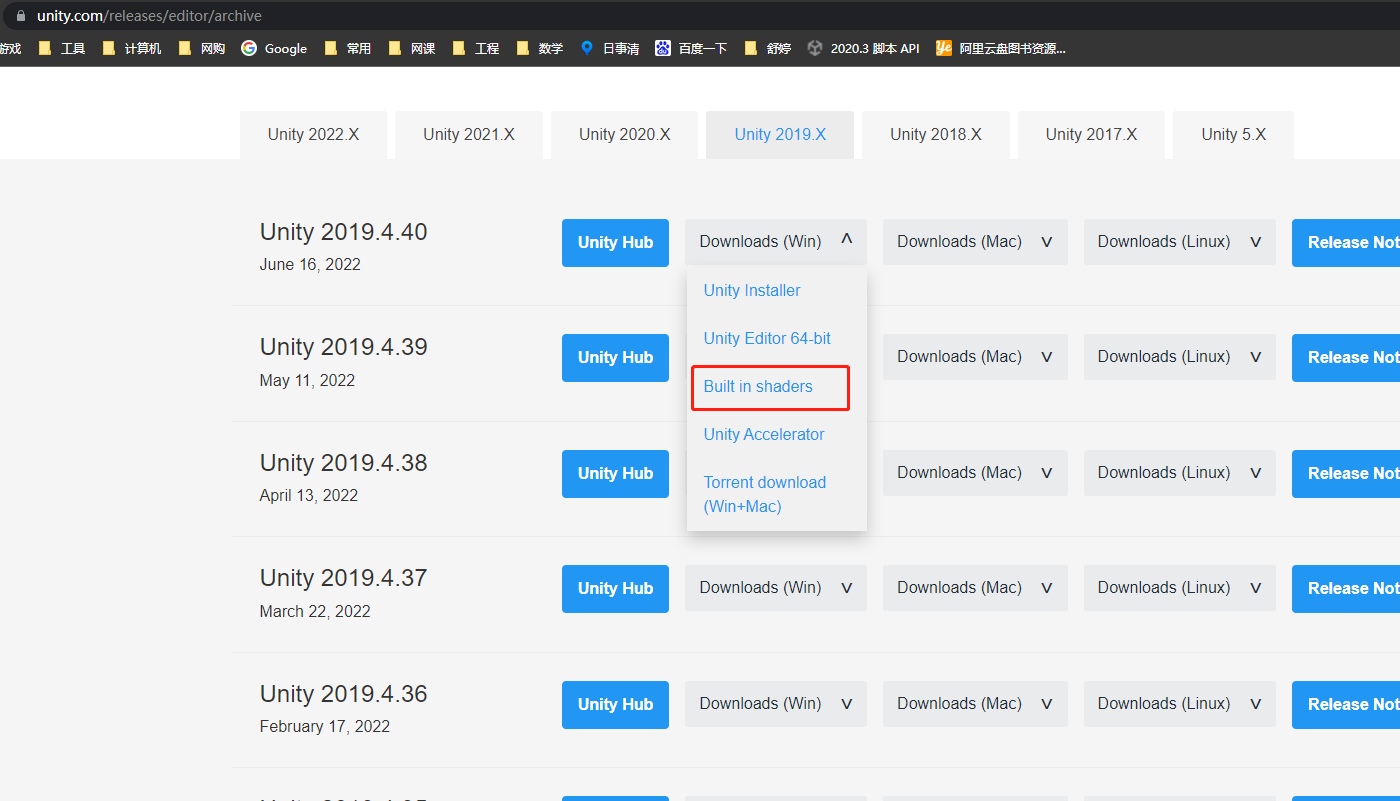 unity.com/releases/editor/archive
游戏 工具 计算机 网购 Google 常用 网课 工程 数学 日事清 百度一下 舒婷 2020.3 脚本 API 阿里云盘图书资源...
Unity 2022.X Unity 2021.X Unity 2020.X Unity 2019.X Unity 2018.X Unity 2017.X Unity 5.X
Unity 2019.4.40 Unity Hub Downloads (Win) Downloads (Mac) Downloads (Linux) Release Not
June 16, 2022
Unity Installer
Unity Editor 64-bit
Built in shaders
Unity Accelerator
Torrent download
(Win+Mac)
Unity 2019.4.39 Unity Hub Downloads (Mac) Downloads (Linux) Release Not
May 11, 2022
Unity 2019.4.38 Unity Hub Downloads (Mac) Downloads (Linux) Release Not
April 13, 2022
Unity 2019.4.37 Unity Hub Downloads (Win) Downloads (Mac) Downloads (Linux) Release Not
March 22, 2022
Unity 2019.4.36 Unity Hub Downloads (Win) Downloads (Mac) Downloads (Linux) Release Not
February 17, 2022